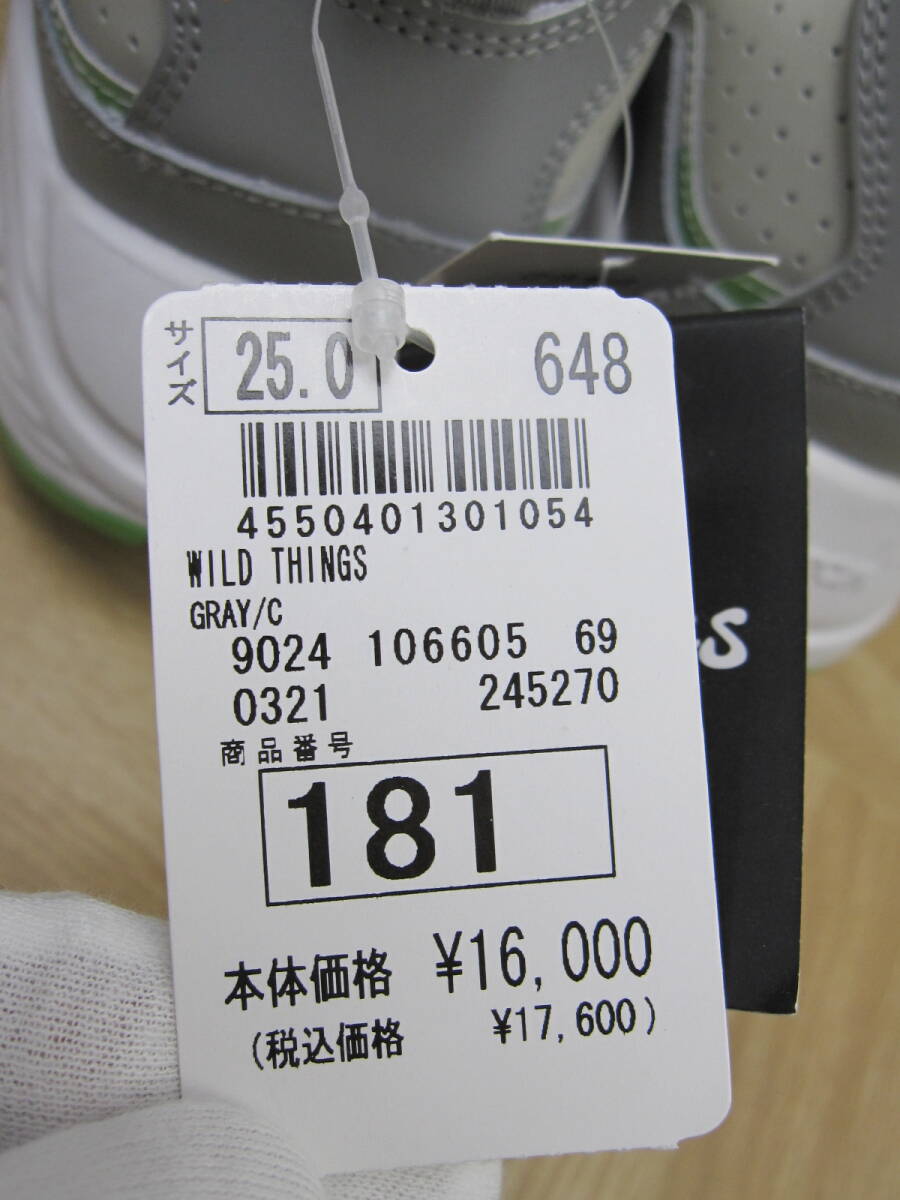 サイズ 25.0 648
4550401301054
WILD THINGS
GRAY/C
9024 106605 69
0321 245270
商品番号
181
本体価格 ¥16,000
(税込価格 ¥17,600)